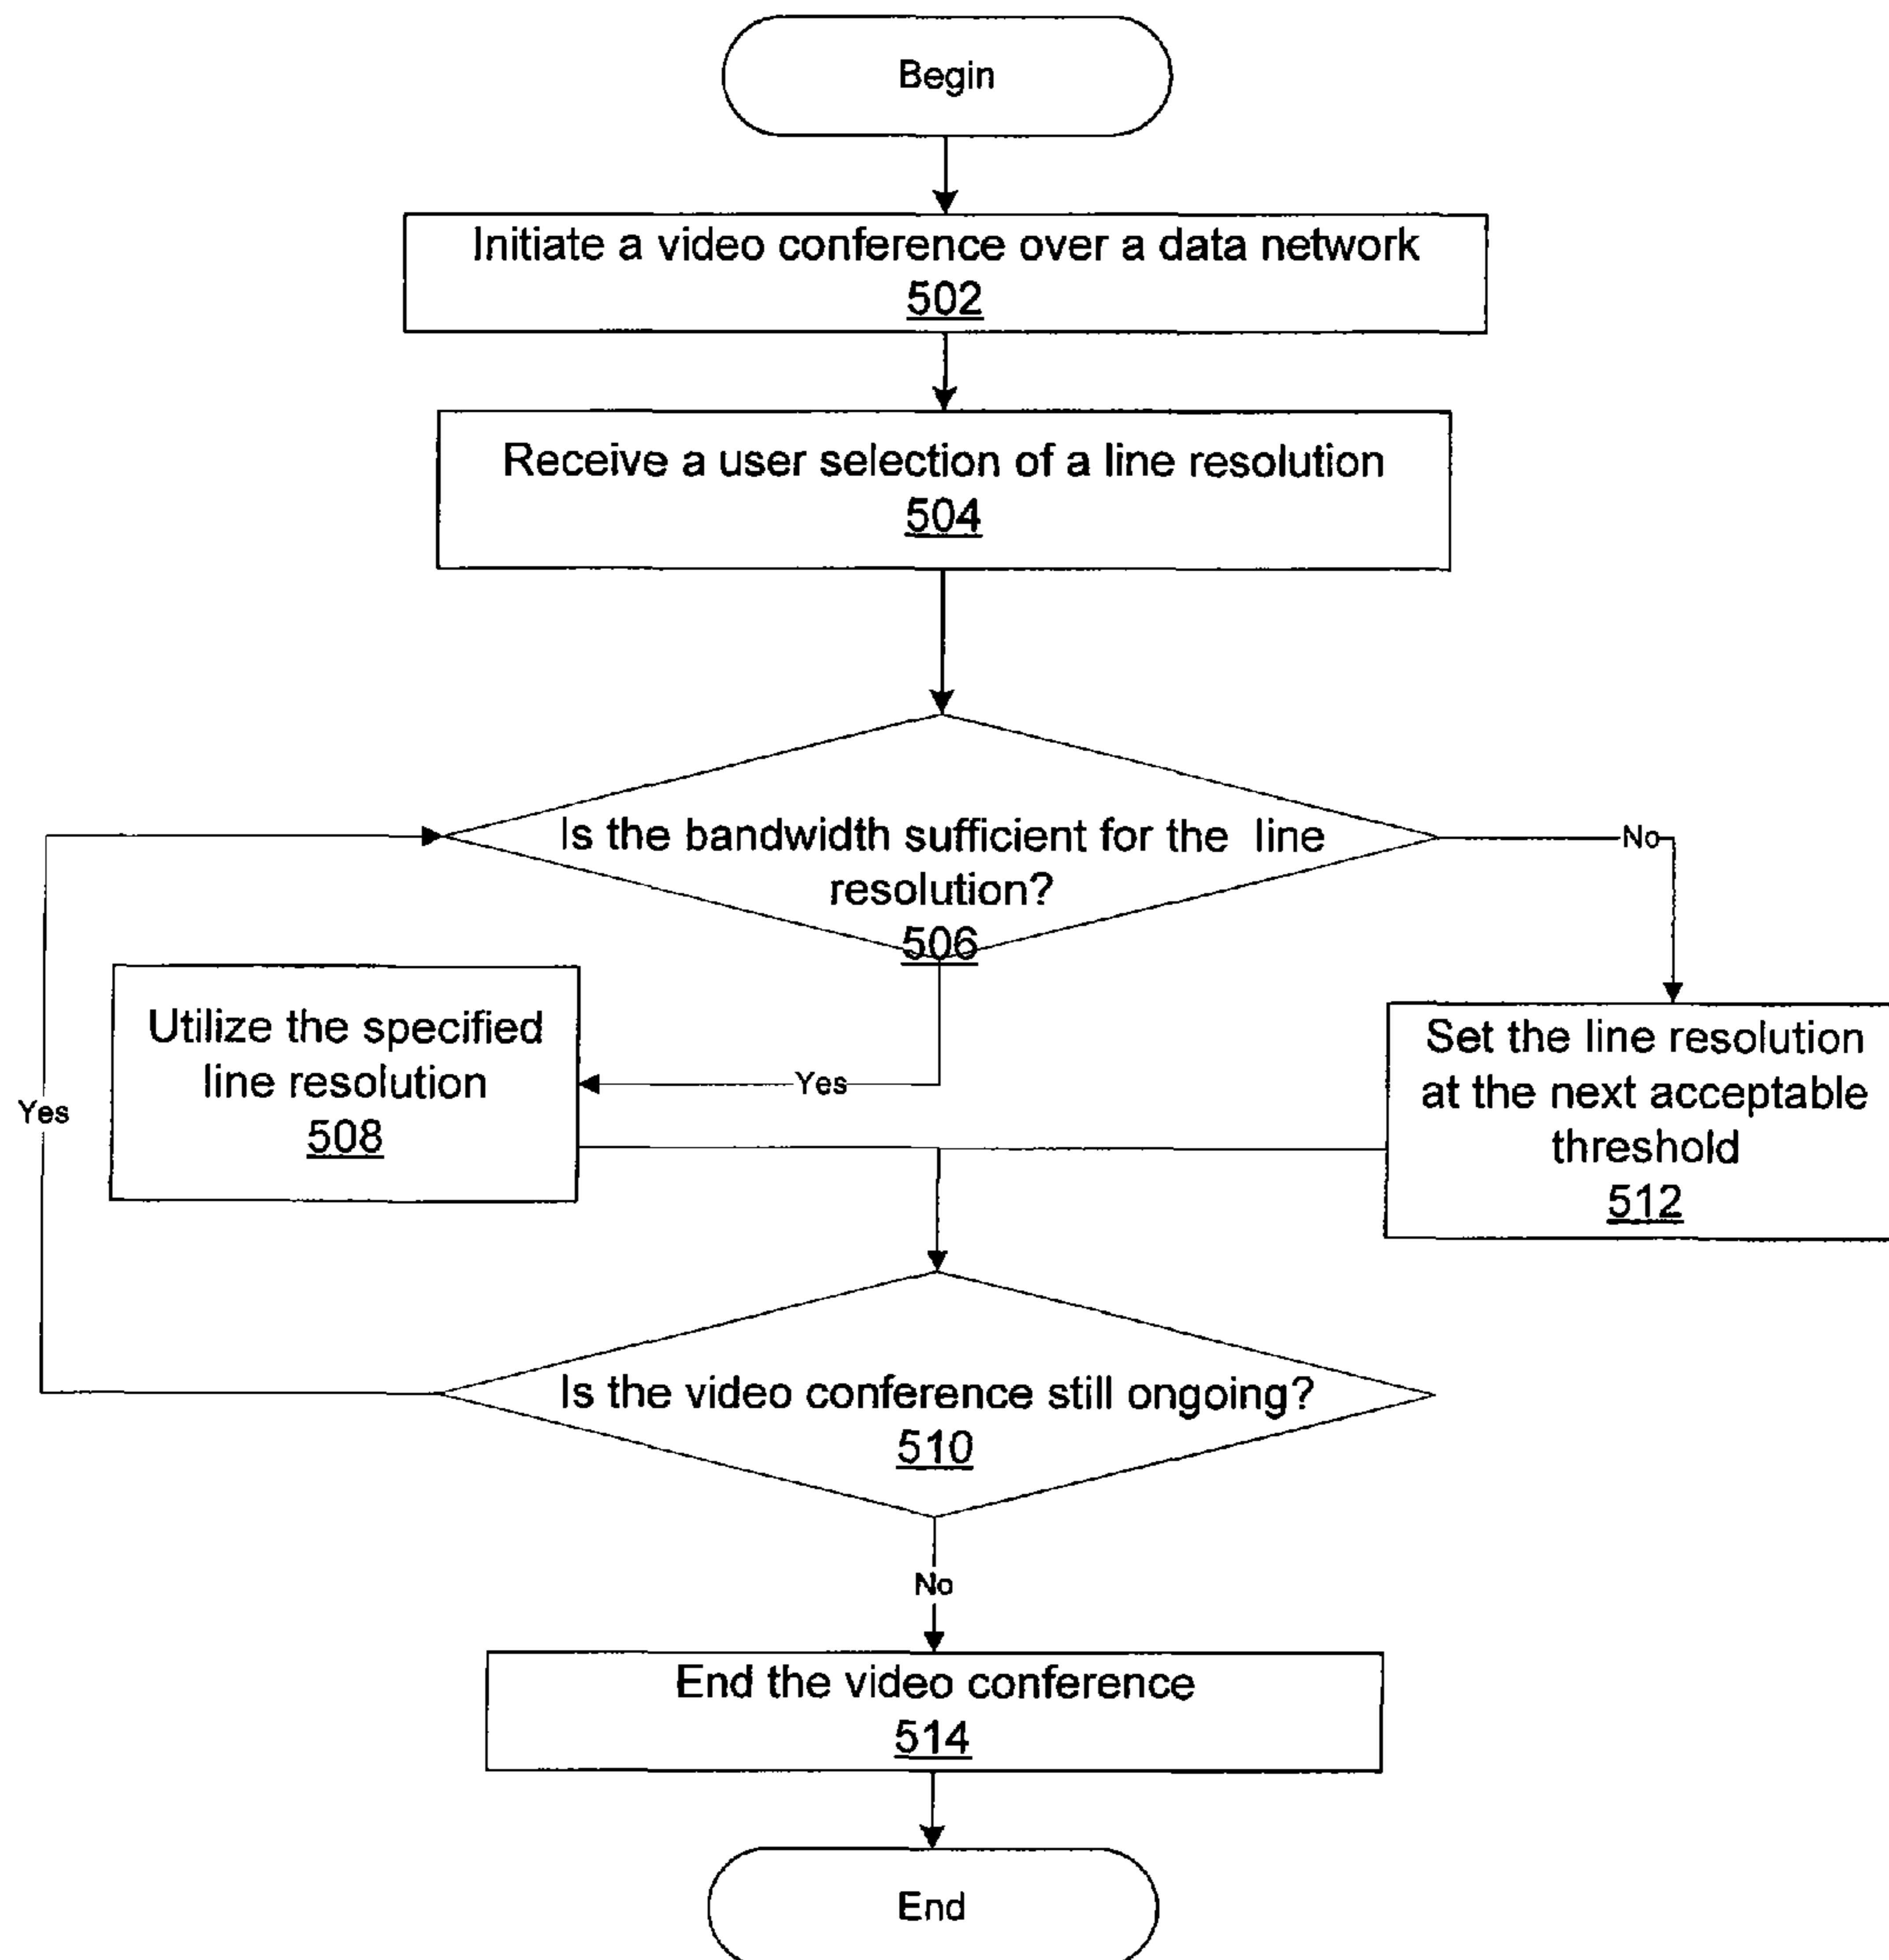 Begin
Initiate a video conference over a data network
502
Receive a user selection of a line resolution
504
Is the bandwidth sufficient for the line
resolution?
506
No
Utilize the specified
line resolution
508
Yes
Yes
Set the line resolution
at the next acceptable
threshold
512
Is the video conference still ongoing?
510
No
End the video conference
514
End